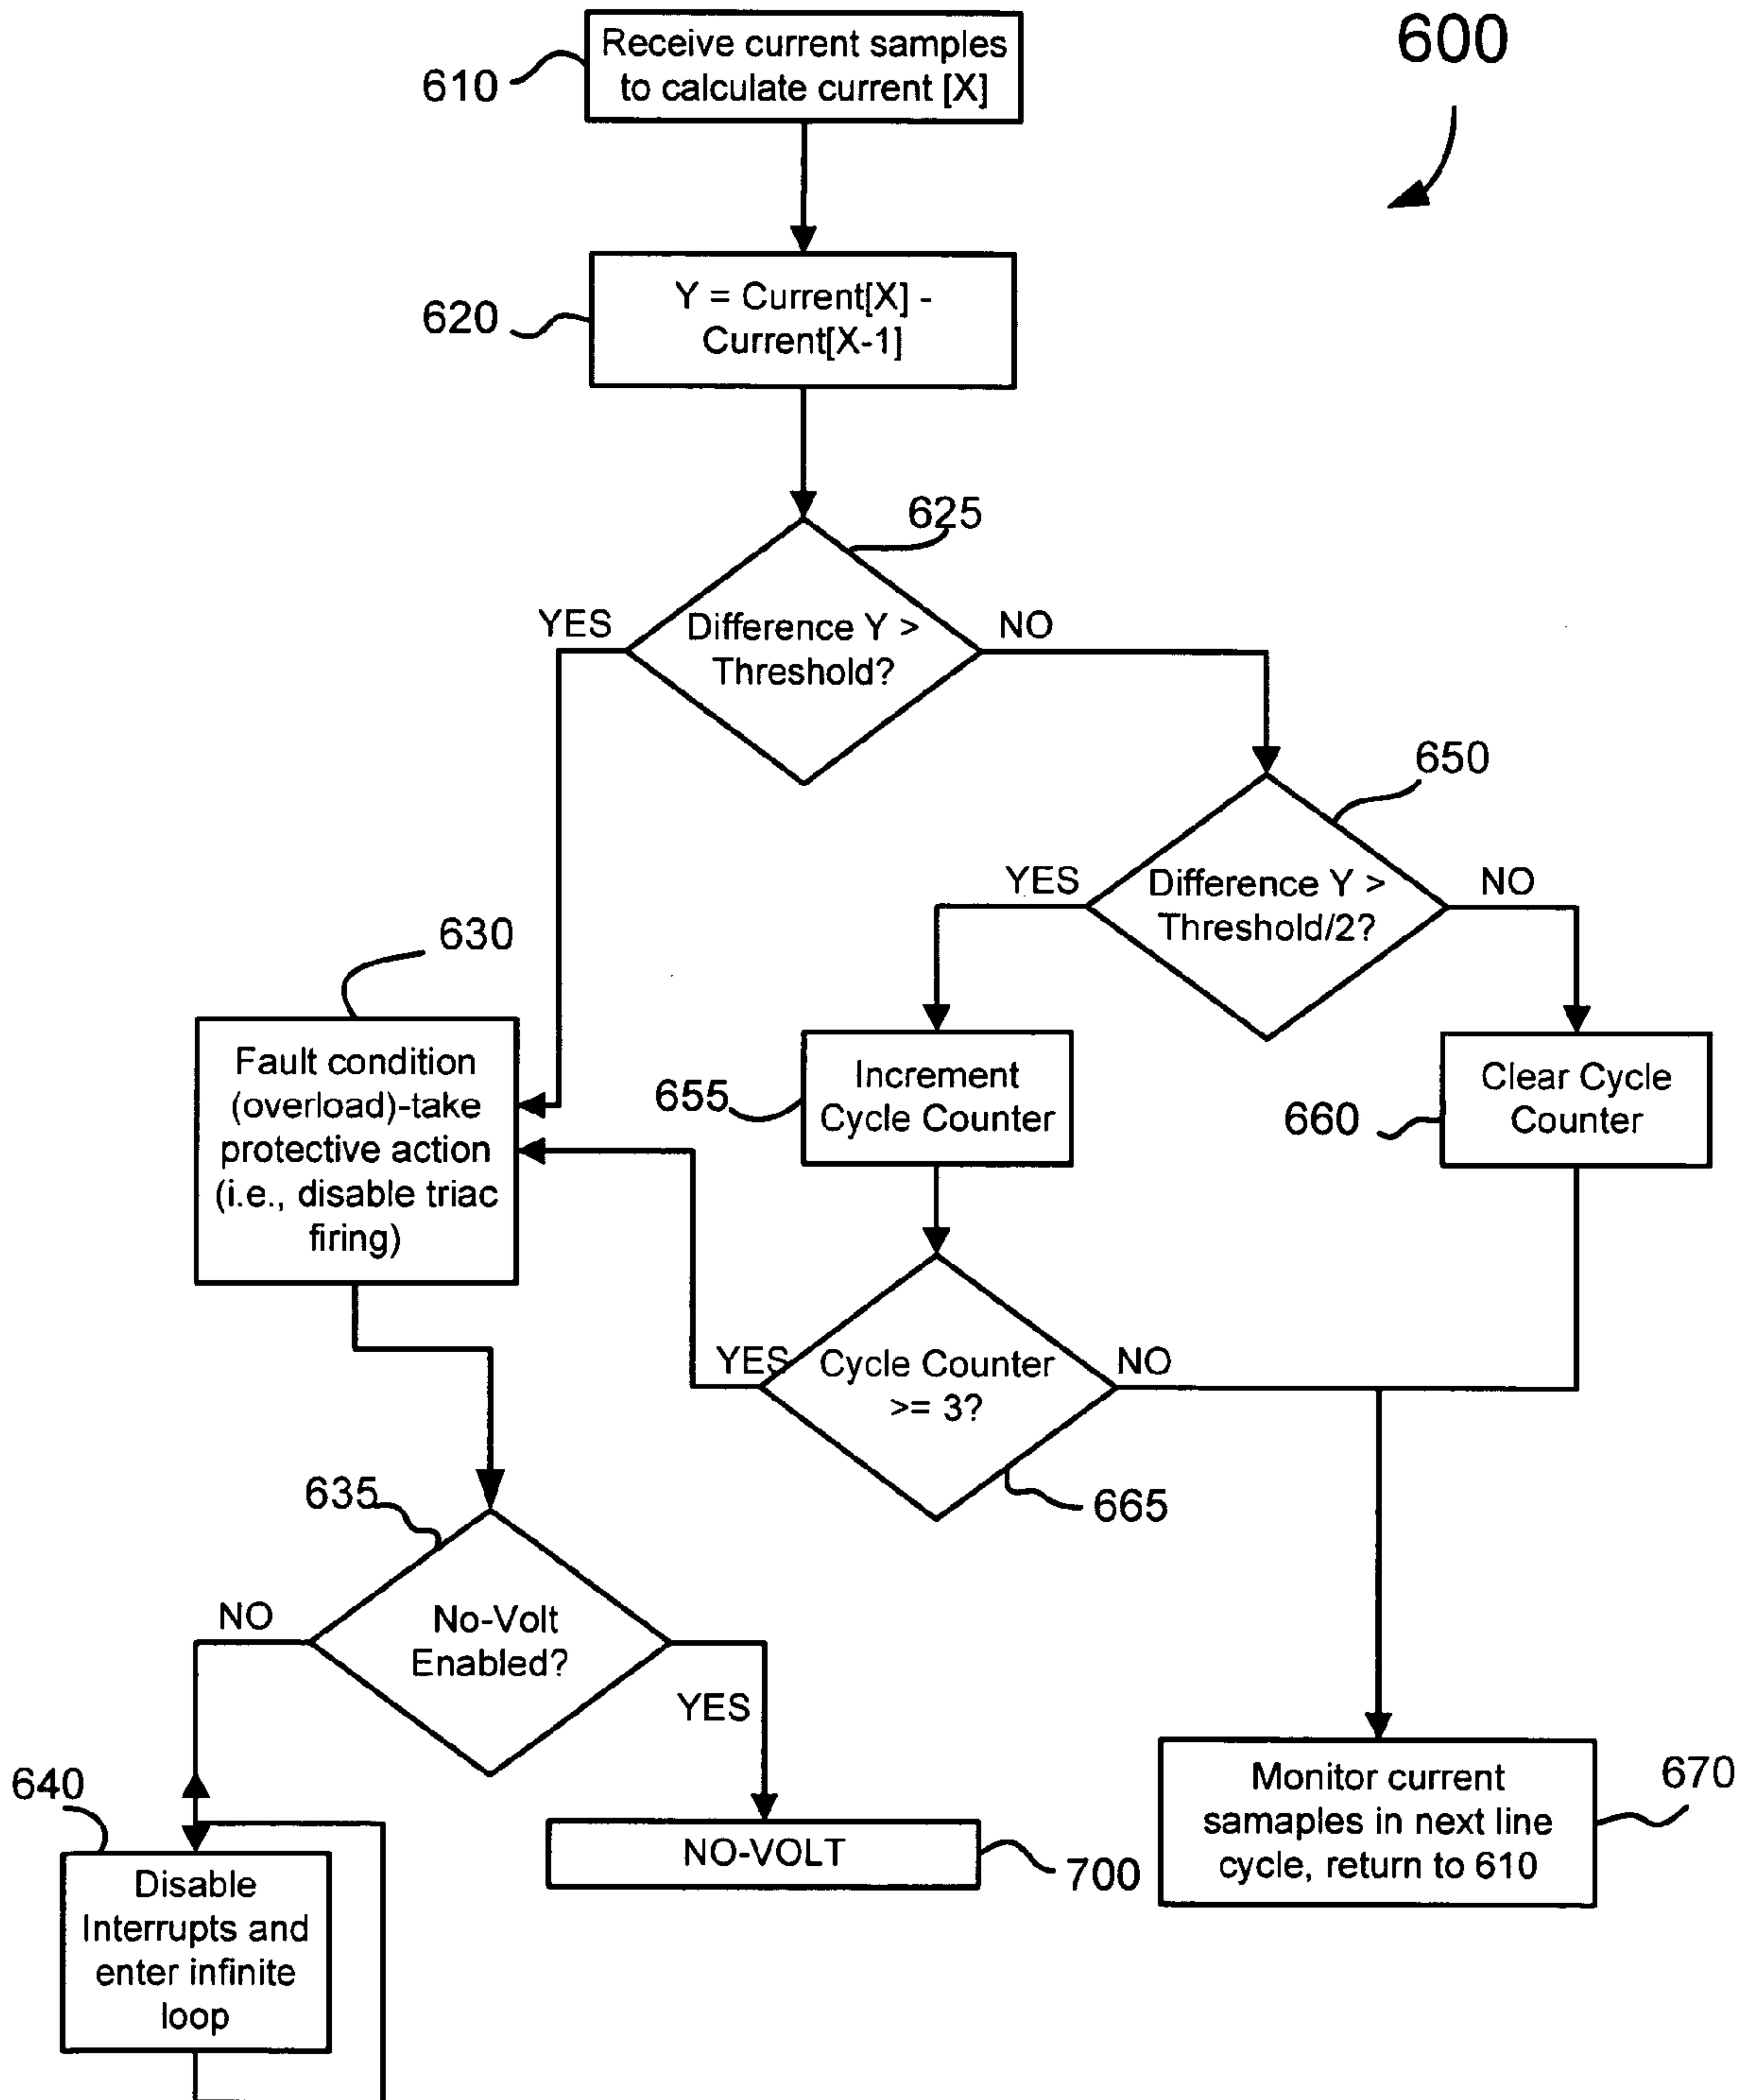 600
Receive current samples
to calculate current [X]
610
Y = Current[X] -
Current[X-1]
620
625
Difference Y >
Threshold?
YES
NO
650
Difference Y >
Threshold/2?
YES
NO
630
Fault condition
(overload)-take
protective action
(i.e., disable triac
firing)
655
Increment
Cycle Counter
660
Clear Cycle
Counter
YES
Cycle Counter
>= 3?
NO
665
635
No-Volt
Enabled?
NO
YES
640
Disable
Interrupts and
enter infinite
loop
NO-VOLT
700
Monitor current
samaples in next line
cycle, return to 610
670